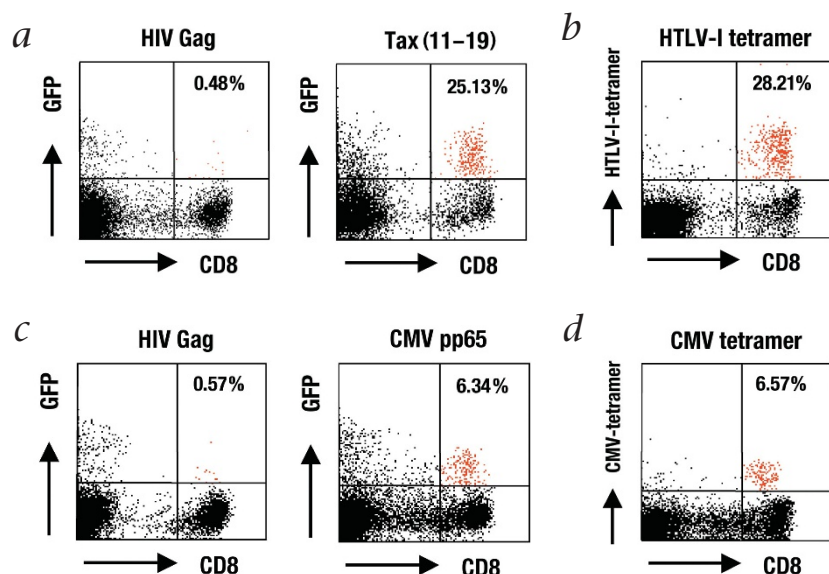 a
HIV Gag
GFP
0.48%
CD8
Tax (11–19)
GFP
25.13%
CD8
b
HTLV-I tetramer
HTLV-I-tetramer
28.21%
CD8
c
HIV Gag
GFP
0.57%
CD8
CMV pp65
GFP
6.34%
CD8
d
CMV tetramer
CMV-tetramer
6.57%
CD8